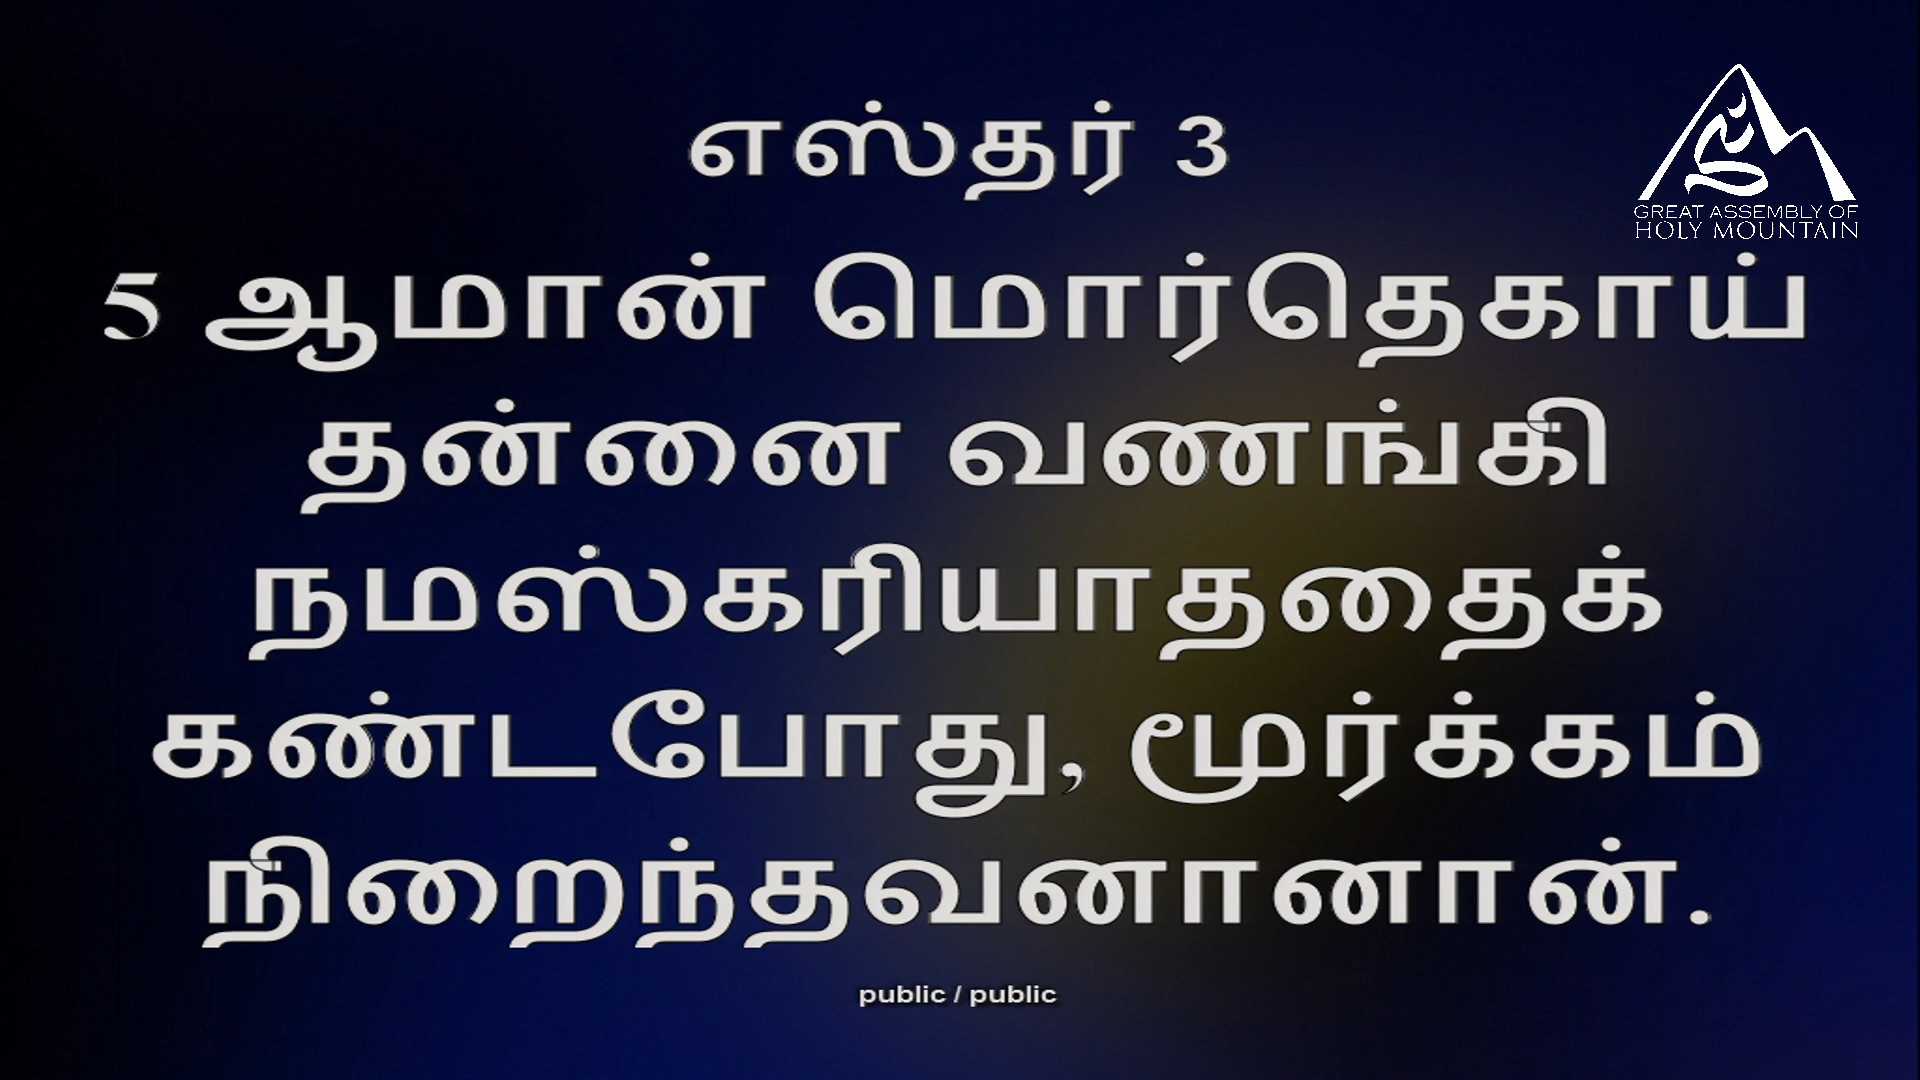 எஸ்தர் 3
GREAT ASSEMBLY OF
HOLY MOUNTAIN
5 ஆமான் மொர்தெகாய்
தன்னை வணங்கி
நமஸ்கரியாததைக்
கண்டபோது, மூர்க்கம்
நிறைந்தவனானான்.
public / public